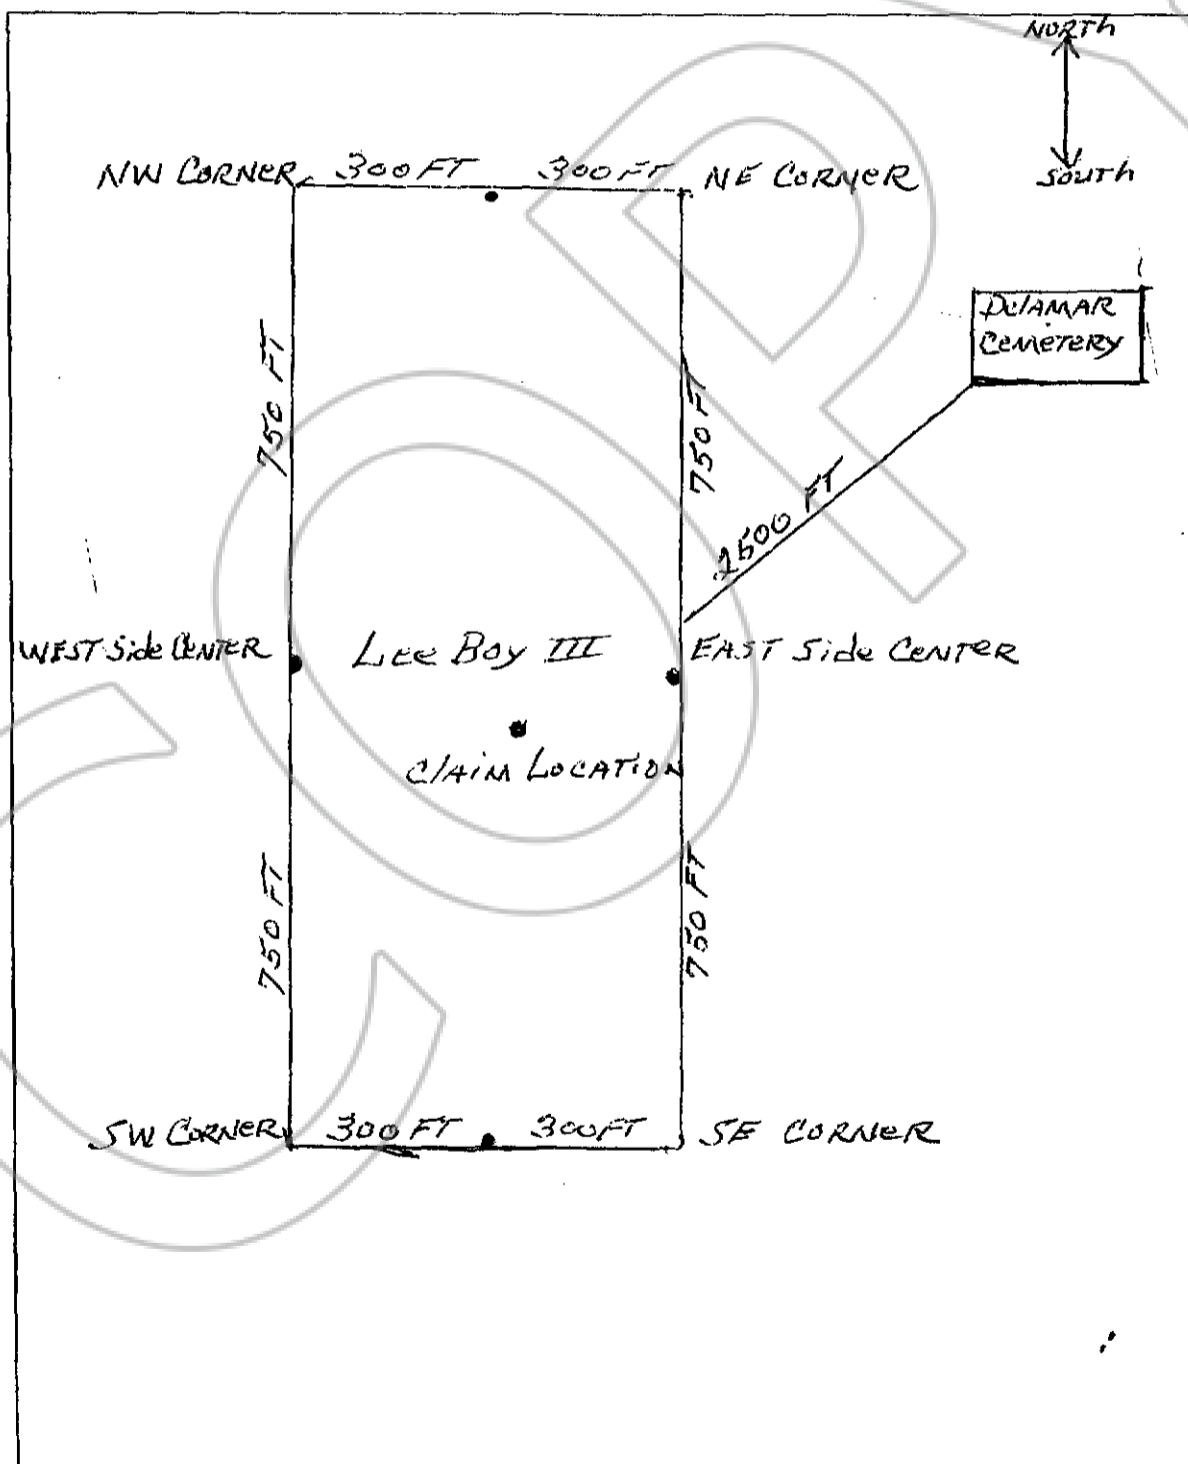 NORTH
SOUTH
NW CORNER 300 FT 300 FT NE CORNER
DELAMAR
CEMETERY
750 FT
750 FT
FT
WEST Side CENTER Lee Boy III EAST Side CENTER
CLAIM LOCATION
750 FT
750 FT
SW CORNER 300 FT 300 FT SE CORNER
COPY